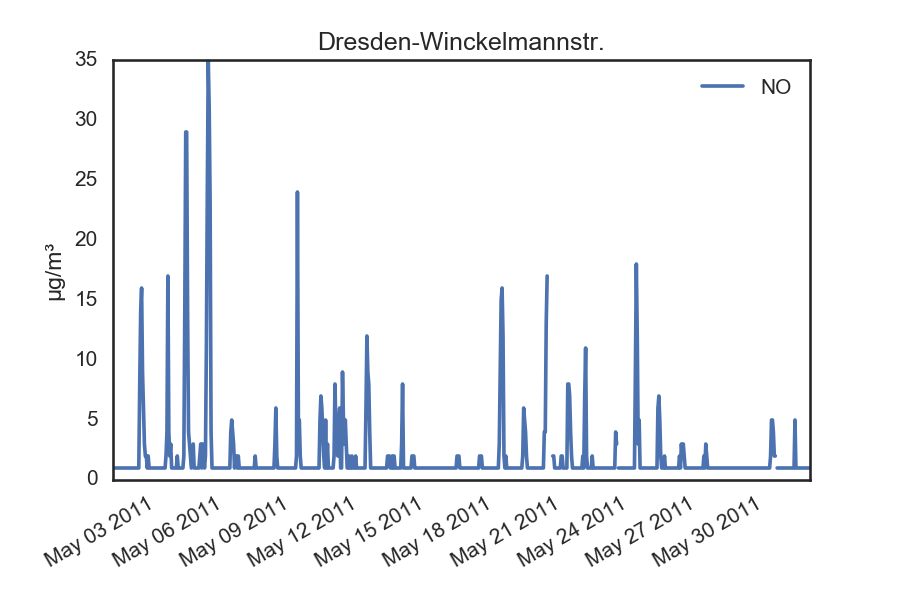 Dresden-Winckelmannstr.
35
30
25
20
15
10
5
0
µg/m³
NO
May 03 2011
May 06 2011
May 09 2011
May 12 2011
May 15 2011
May 18 2011
May 21 2011
May 24 2011
May 27 2011
May 30 2011